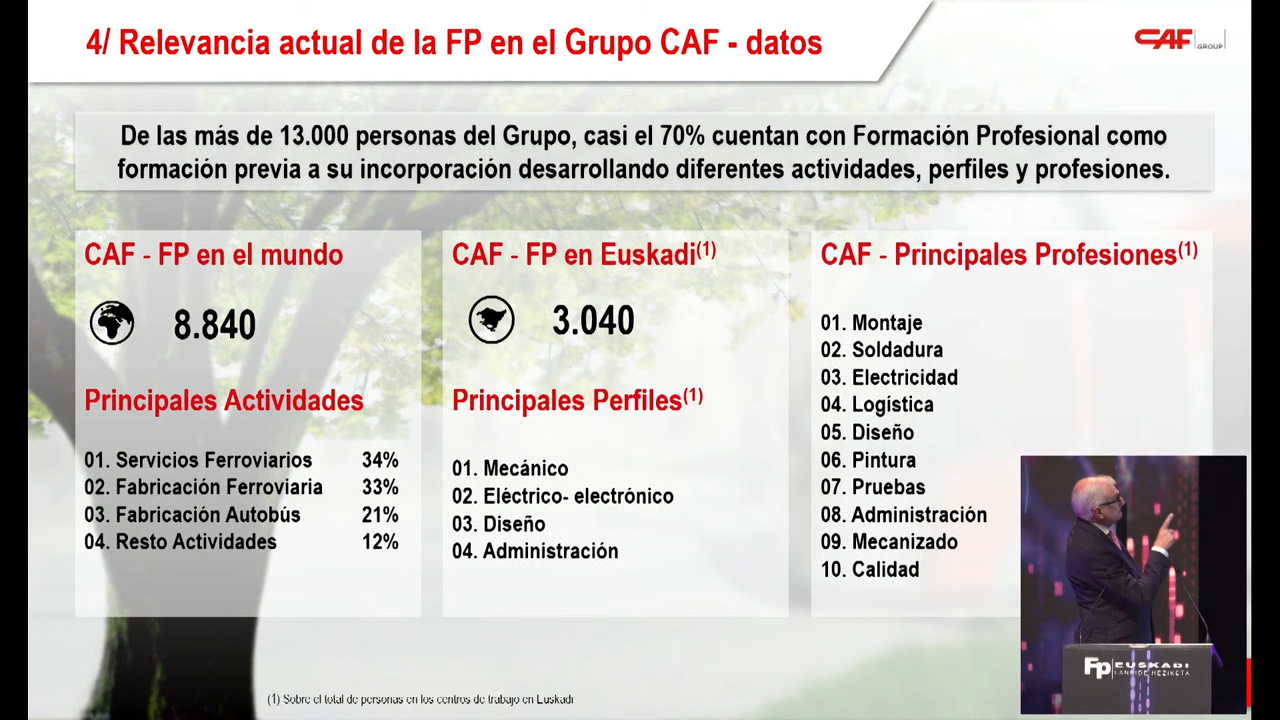 4/ Relevancia actual de la FP en el Grupo CAF - datos
CAF GROUP
De las más de 13.000 personas del Grupo, casi el 70% cuentan con Formación Profesional como
formación previa a su incorporación desarrollando diferentes actividades, perfiles y profesiones.
CAF - FP en el mundo
8.840
Principales Actividades
01. Servicios Ferroviarios 34%
02. Fabricación Ferroviaria 33%
03. Fabricación Autobús 21%
04. Resto Actividades 12%
CAF - FP en Euskadi(1)
3.040
Principales Perfiles(1)
01. Mecánico
02. Eléctrico- electrónico
03. Diseño
04. Administración
CAF - Principales Profesiones(1)
01. Montaje
02. Soldadura
03. Electricidad
04. Logística
05. Diseño
06. Pintura
07. Pruebas
08. Administración
09. Mecanizado
10. Calidad
Fp EUSKADI
LANBIDE HEZIKETA
(1) Sobre el total de personas en los centros de trabajo en Euskadi